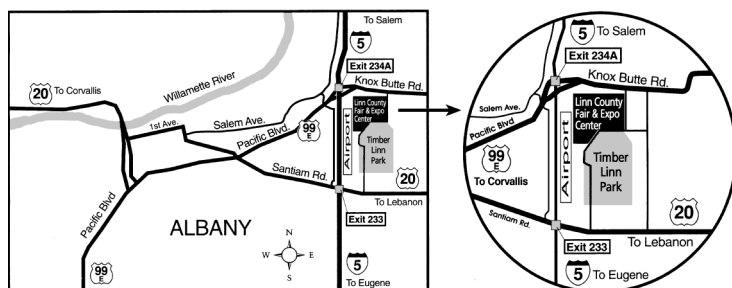 To Salem
5
Exit 234A
Knox Butte Rd.
20
To Corvallis
Willamette River
1st Ave.
Salem Ave.
Pacific Blvd.
99
E
Linn County
Fair & Expo
Center
Airport
Timber
Linn
Park
Santiam Rd.
20
To Lebanon
Exit 233
Pacific Blvd
ALBANY
N
W
E
S
99
E
5
To Eugene
5
To Salem
Exit 234A
Knox Butte Rd.
Salem Ave.
Pacific Blvd
Linn County
Fair & Expo
Center
99
E
To Corvallis
Airport
Timber
Linn
Park
20
Santiam Rd.
To Lebanon
Exit 233
5
To Eugene